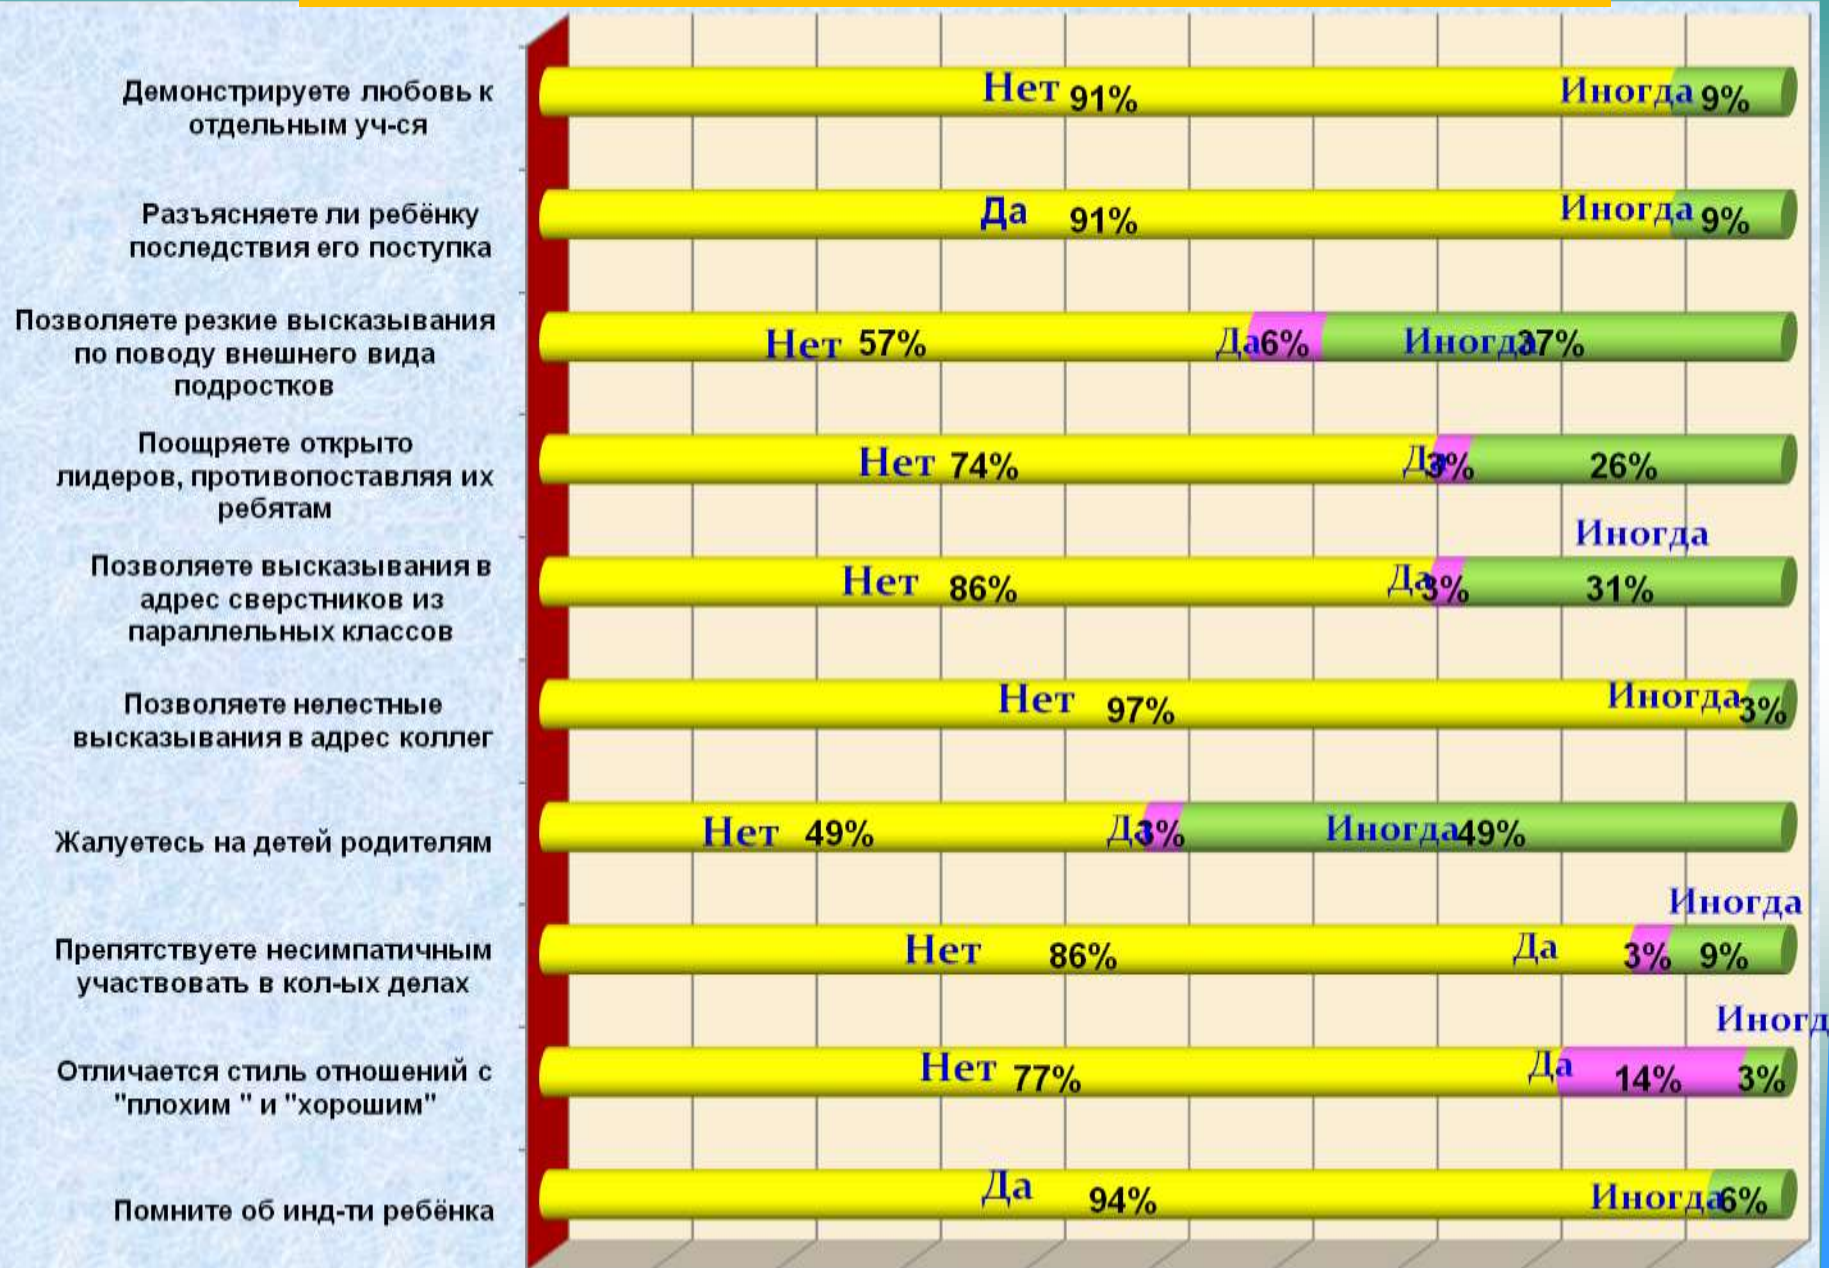 Демонстрируете любовь к
отдельным уч-ся
Нет 91% Иногда 9%
Разъясняете ли ребёнку
последствия его поступка
Да 91% Иногда 9%
Позволяете резкие высказывания
по поводу внешнего вида
подростков
Нет 57% Да 6% Иногда 37%
Поощряете открыто
лидеров, противопоставляя их
ребятам
Нет 74% Да 3% 26%
Иногда
Позволяете высказывания в
адрес сверстников из
параллельных классов
Нет 86% Да 3% 31%
Позволяете нелестные
высказывания в адрес коллег
Нет 97% Иногда 3%
Жалуетесь на детей родителям
Нет 49% Да 3% Иногда 49%
Иногда
Препятствуете несимпатичным
участвовать в кол-ых делах
Нет 86% Да 3% 9%
Иногд
Отличается стиль отношений с
"плохим " и "хорошим"
Нет 77% Да 14% 3%
Помните об инд-ти ребёнка
Да 94% Иногда 6%